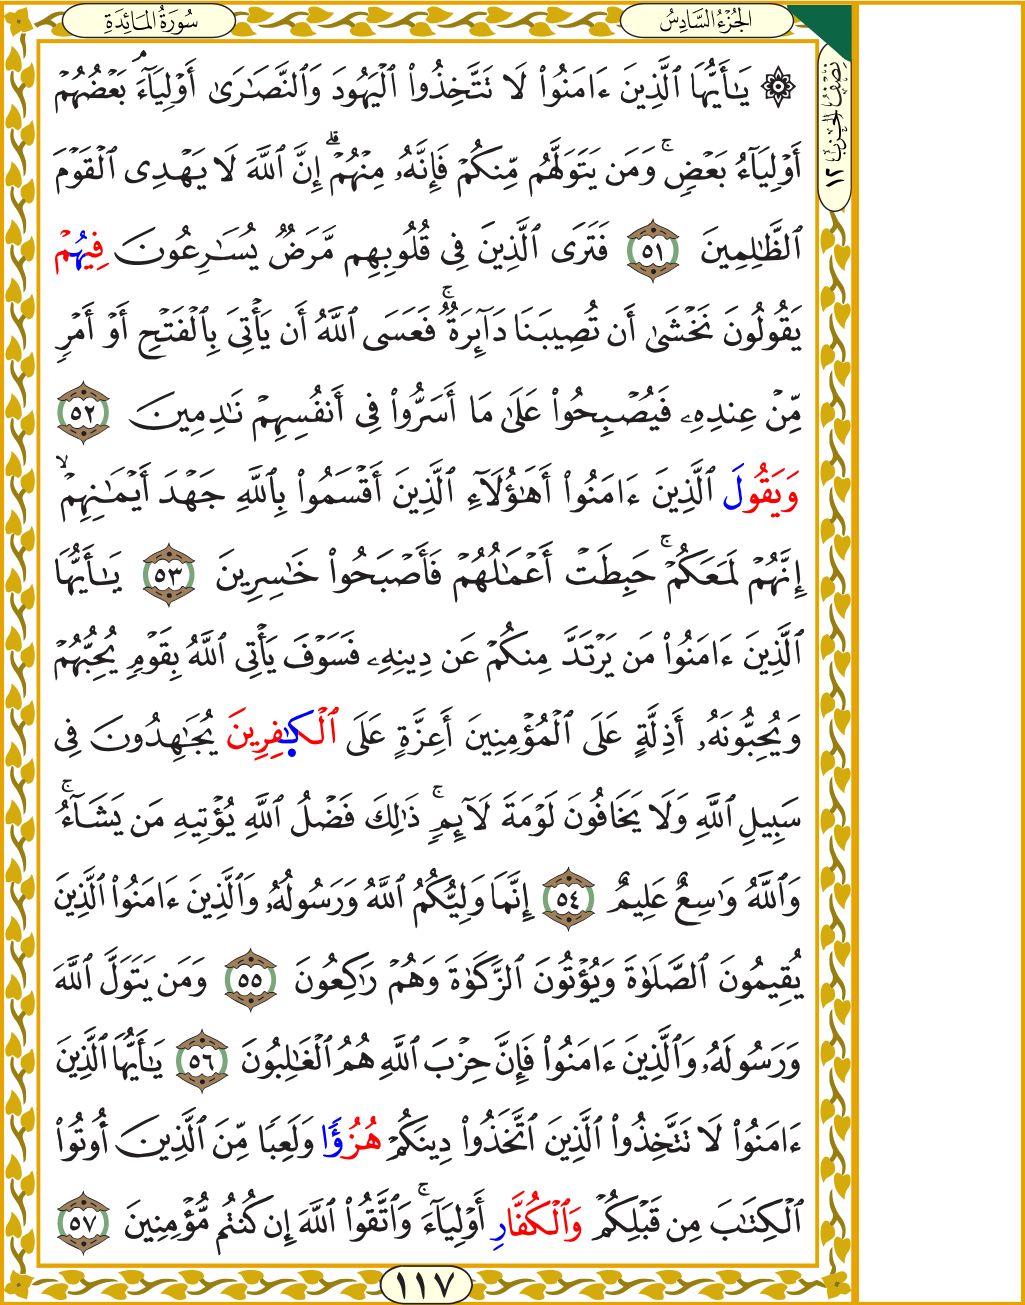 سُورَةُ المَائِدَةِ
الجُزْءُ السَّادِسُ
نِصْفُ الحِزْبِ ١٢
۞ يَـٰٓأَيُّهَا ٱلَّذِينَ ءَامَنُوا۟ لَا تَتَّخِذُوا۟ ٱلْيَهُودَ وَٱلنَّصَـٰرَىٰٓ أَوْلِيَآءَ ۘ بَعْضُهُمْ
أَوْلِيَآءُ بَعْضٍ ۚ وَمَن يَتَوَلَّهُم مِّنكُمْ فَإِنَّهُۥ مِنْهُمْ ۗ إِنَّ ٱللَّهَ لَا يَهْدِى ٱلْقَوْمَ
ٱلظَّـٰلِمِينَ ٥١ فَتَرَى ٱلَّذِينَ فِى قُلُوبِهِم مَّرَضٌ يُسَـٰرِعُونَ فِيهُمْ
يَقُولُونَ نَخْشَىٰٓ أَن تُصِيبَنَا دَآئِرَةٌ ۚ فَعَسَى ٱللَّهُ أَن يَأْتِىَ بِٱلْفَتْحِ أَوْ أَمْرٍ
مِّنْ عِندِهِۦ فَيُصْبِحُوا۟ عَلَىٰ مَآ أَسَرُّوا۟ فِىٓ أَنفُسِهِمْ نَـٰدِمِينَ ٥٢
وَيَقُولَ ٱلَّذِينَ ءَامَنُوٓا۟ أَهَـٰٓؤُلَآءِ ٱلَّذِينَ أَقْسَمُوا۟ بِٱللَّهِ جَهْدَ أَيْمَـٰنِهِمْ ۙ
إِنَّهُمْ لَمَعَكُمْ ۚ حَبِطَتْ أَعْمَـٰلُهُمْ فَأَصْبَحُوا۟ خَـٰسِرِينَ ٥٣ يَـٰٓأَيُّهَا
ٱلَّذِينَ ءَامَنُوا۟ مَن يَرْتَدَّ مِنكُمْ عَن دِينِهِۦ فَسَوْفَ يَأْتِى ٱللَّهُ بِقَوْمٍ يُحِبُّهُمْ
وَيُحِبُّونَهُۥٓ أَذِلَّةٍ عَلَى ٱلْمُؤْمِنِينَ أَعِزَّةٍ عَلَى ٱلْكَـٰفِرِينَ يُجَـٰهِدُونَ فِى
سَبِيلِ ٱللَّهِ وَلَا يَخَافُونَ لَوْمَةَ لَآئِمٍ ۚ ذَٰلِكَ فَضْلُ ٱللَّهِ يُؤْتِيهِ مَن يَشَآءُ ۚ
وَٱللَّهُ وَٰسِعٌ عَلِيمٌ ٥٤ إِنَّمَا وَلِيُّكُمُ ٱللَّهُ وَرَسُولُهُۥ وَٱلَّذِينَ ءَامَنُوا۟ ٱلَّذِينَ
يُقِيمُونَ ٱلصَّلَوٰةَ وَيُؤْتُونَ ٱلزَّكَوٰةَ وَهُمْ رَٰكِعُونَ ٥٥ وَمَن يَتَوَلَّ ٱللَّهَ
وَرَسُولَهُۥ وَٱلَّذِينَ ءَامَنُوا۟ فَإِنَّ حِزْبَ ٱللَّهِ هُمُ ٱلْغَـٰلِبُونَ ٥٦ يَـٰٓأَيُّهَا ٱلَّذِينَ
ءَامَنُوا۟ لَا تَتَّخِذُوا۟ ٱلَّذِينَ ٱتَّخَذُوا۟ دِينَكُمْ هُزُؤًا وَلَعِبًا مِّنَ ٱلَّذِينَ أُوتُوا۟
ٱلْكِتَـٰبَ مِن قَبْلِكُمْ وَٱلْكُفَّارِ أَوْلِيَآءَ ۚ وَٱتَّقُوا۟ ٱللَّهَ إِن كُنتُم مُّؤْمِنِينَ ٥٧
١١٧